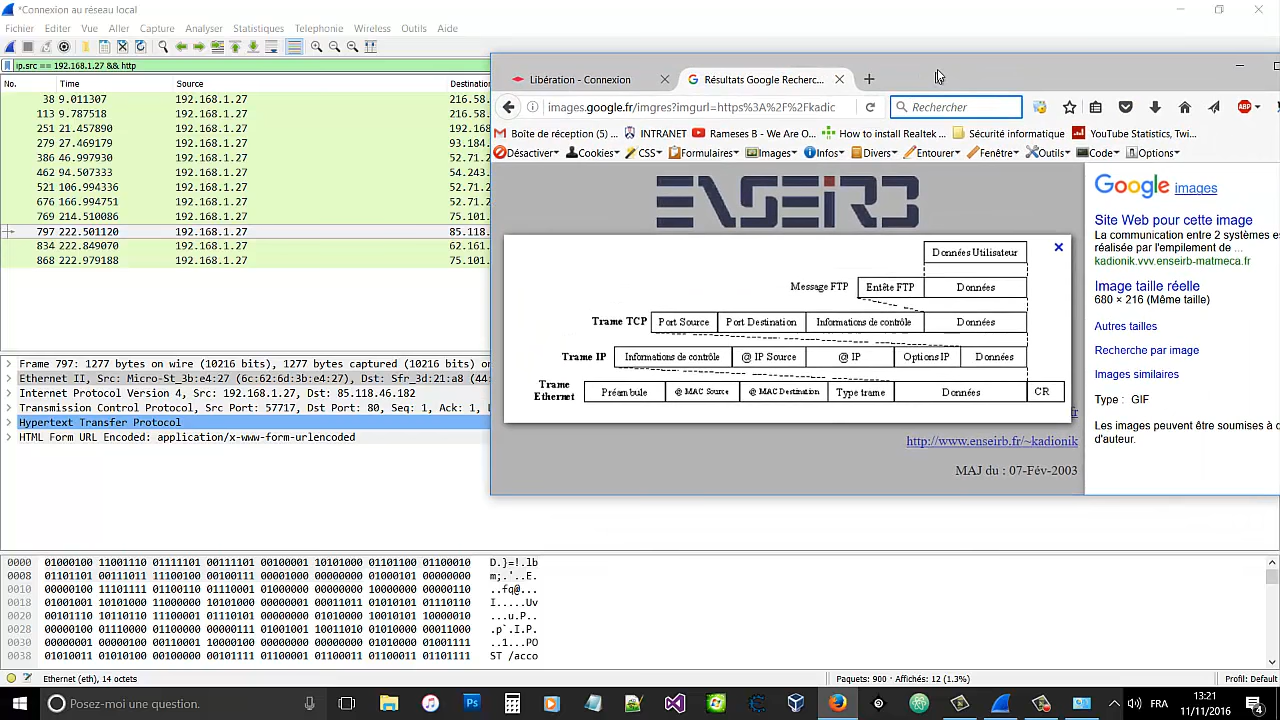 *Connexion au réseau local
Fichier Editer Vue Aller Capture Analyser Statistiques Telephonie Wireless Outils Aide
ip.src == 192.168.1.27 && http
No. Time Source Destination
38 9.011307 192.168.1.27 216.58.
113 9.787518 192.168.1.27 216.58.
251 21.457890 192.168.1.27 192.168
279 27.469179 192.168.1.27 93.184.
386 46.997930 192.168.1.27 52.71.2
462 94.507333 192.168.1.27 54.243.
521 106.994336 192.168.1.27 52.71.2
676 166.994751 192.168.1.27 52.71.2
769 214.510086 192.168.1.27 75.101.
797 222.501120 192.168.1.27 85.118.
834 222.849070 192.168.1.27 62.161.
868 222.979188 192.168.1.27 75.101.
Frame 797: 1277 bytes on wire (10216 bits), 1277 bytes captured (10216 bits)
Ethernet II, Src: Micro-St_3b:e4:27 (6c:62:6d:3b:e4:27), Dst: Sfr_3d:21:a8 (44:
Internet Protocol Version 4, Src: 192.168.1.27, Dst: 85.118.46.182
Transmission Control Protocol, Src Port: 57717, Dst Port: 80, Seq: 1, Ack: 1,
Hypertext Transfer Protocol
HTML Form URL Encoded: application/x-www-form-urlencoded
Libération - Connexion
Résultats Google Recherc...
images.google.fr/imgres?imgurl=https%3A%2F%2Fkadic
Rechercher
ABP
Boîte de réception (5) ... INTRANET Rameses B - We Are O... How to install Realtek ... Sécurité informatique YouTube Statistics, Twi...
Désactiver Cookies CSS Formulaires Images Infos Divers Entourer Fenêtre Outils Code Options
ENSEIRB
Données Utilisateur
Message FTP Entête FTP Données
Trame TCP Port Source Port Destination Informations de contrôle Données
Trame IP Informations de contrôle @ IP Source @ IP Options IP Données
Trame Ethernet Préambule @ MAC Source @ MAC Destination Type trame Données CR
fr
http://www.enseirb.fr/~kadionik
MAJ du : 07-Fév-2003
Google images
Site Web pour cette image
La communication entre 2 systèmes es
réalisée par l'empilement de ...
kadionik.vvv.enseirb-matmeca.fr
Image taille réelle
680 × 216 (Même taille)
Autres tailles
Recherche par image
Images similaires
Type : GIF
Les images peuvent être soumises à d
d'auteur.
0000 01000100 11001110 01111101 00111101 00100001 10101000 01101100 01100010 D.}=!.lb
0008 01101101 00111011 11100100 00100111 00001000 00000000 01000101 00000000 m;.'..E.
0010 00000100 11101111 01100110 01110001 01000000 00000000 10000000 00000110 ..fq@...
0018 01001001 10101000 11000000 10101000 00000001 00011011 01010101 01110110 I.....Uv
0020 00101110 10110110 11100001 01110101 00000000 01010000 10010101 10000010 ...u.P..
0028 00000100 01110000 01100000 00000111 01001001 10011010 01010000 00011000 .p`.I.P.
0030 00000001 00000100 00110001 10000100 00000000 00000000 01010000 01001111 ..1...PO
0038 01010011 01010100 00100000 00101111 01100001 01100011 01100011 01101111 ST /acco
Ethernet (eth), 14 octets
Paquets: 900 · Affichés: 12 (1.3%)
Profil: Default
Posez-moi une question.
Ps
FRA
13:21
11/11/2016
4